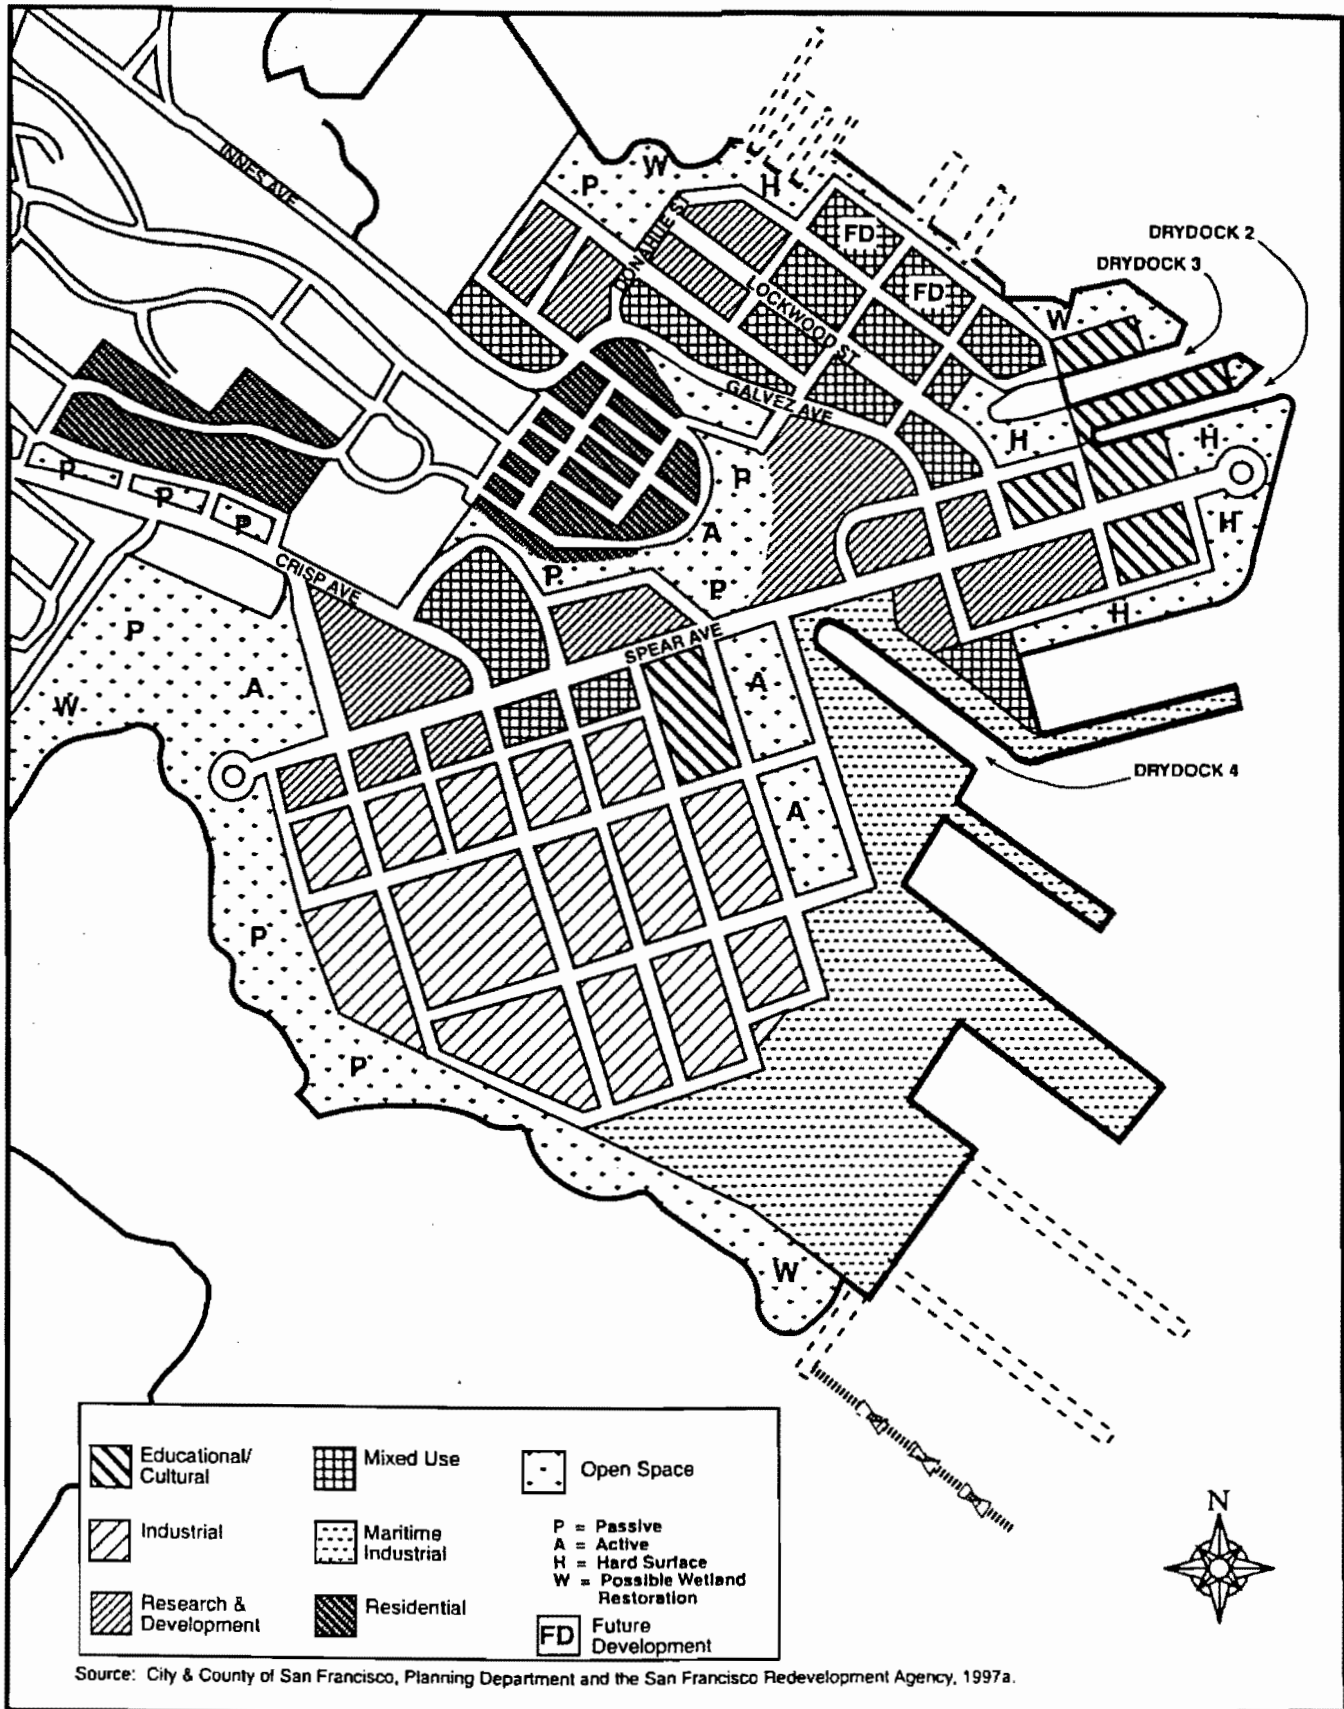 INNES AVE
P
W
H
DONAHUE ST
FD
FD
LOCKWOOD ST
DRYDOCK 2
DRYDOCK 3
W
GALVEZ AVE
H
H
P
P
P
P
A
H
CRISP AVE
P
P
H
P
SPEAR AVE
A
A
W
DRYDOCK 4
A
P
P
W
Educational/
Cultural
Industrial
Research &
Development
Mixed Use
Maritime
Industrial
Residential
Open Space
P = Passive
A = Active
H = Hard Surface
W = Possible Wetland
Restoration
FD
Future
Development
N
Source: City & County of San Francisco, Planning Department and the San Francisco Redevelopment Agency, 1997a.